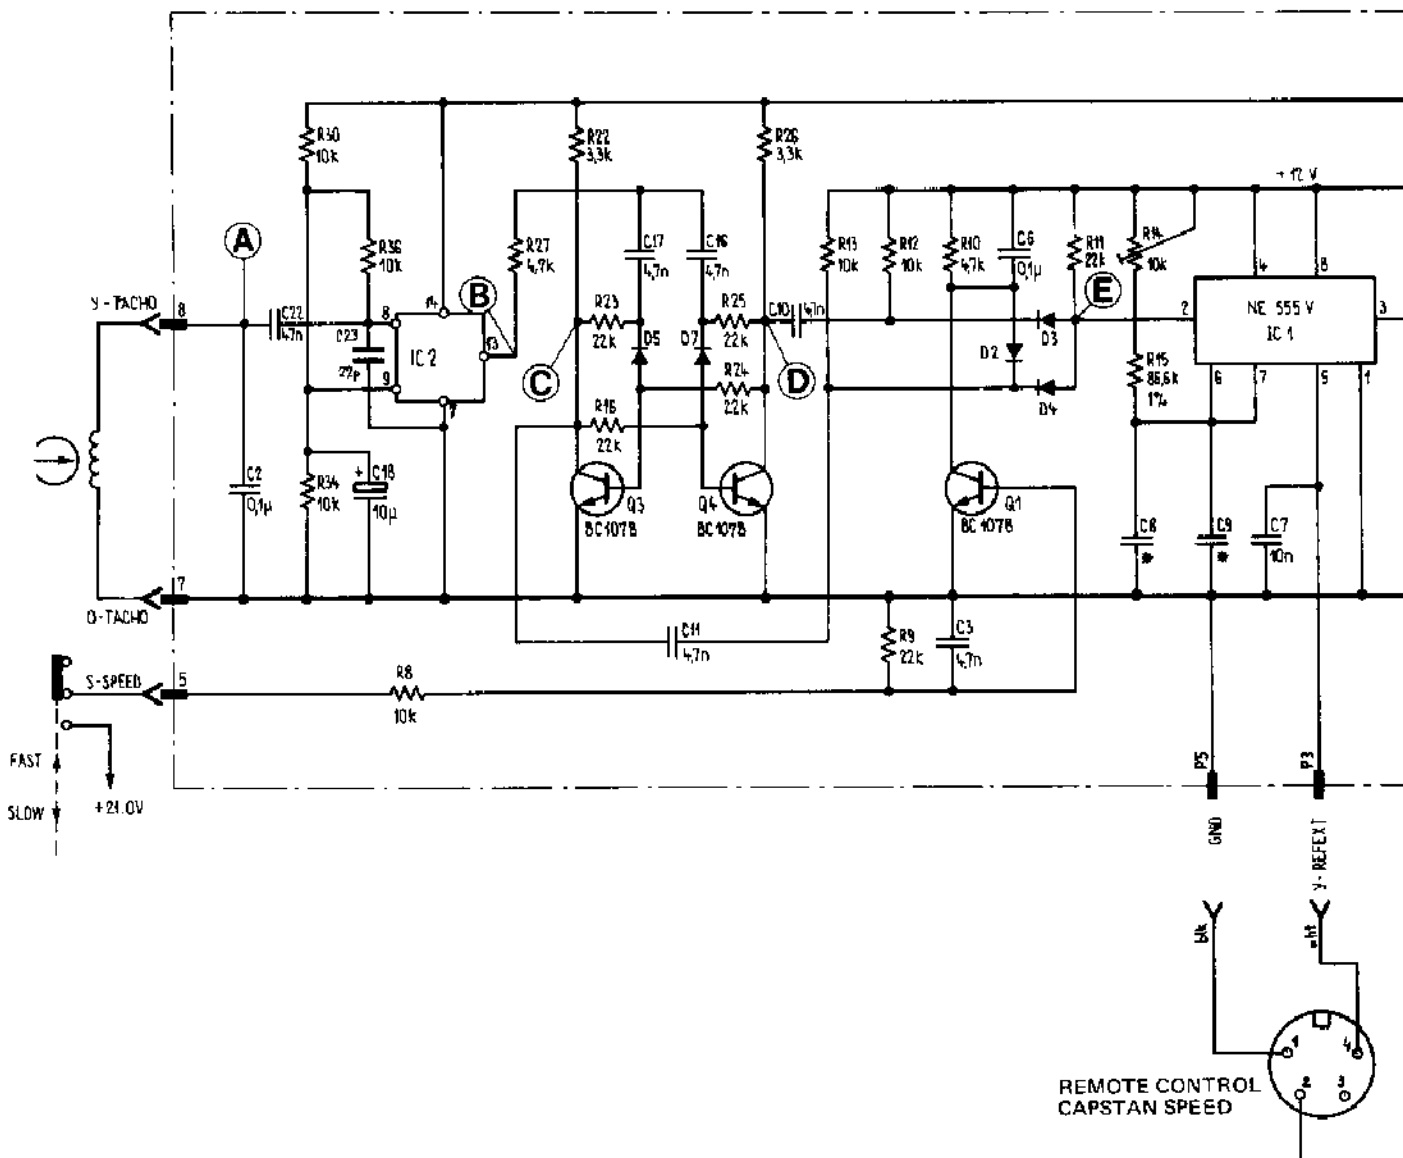 R30
10k
R22
3,3k
R26
3,3k
+ 12 V
A
R36
10k
R27
4,7k
C17
4,7n
C16
4,7n
R13
10k
R12
10k
R10
4,7k
C6
0,1µ
R11
22k
R14
10k
4
8
Y - TACHO
8
C22
47n
8
14
B
13
R23
22k
R25
22k
C10
47n
E
2
NE 555 V
IC 1
3
C23
22p
IC 2
D5
D7
D2
D3
9
C
R24
22k
D
D4
R15
86,6k
1%
6
7
5
1
7
R16
22k
C2
0,1µ
R34
10k
+
C18
10µ
Q3
BC107B
Q4
BC107B
Q1
BC107B
C8
*
C9
*
C7
10n
0-TACHO
7
C11
4,7n
R9
22k
C3
4,7n
S-SPEED
5
R8
10k
FAST
SLOW
+21.0V
P5
P3
GND
Y-REFEXT
blk
wht
1
4
2
3
REMOTE CONTROL
CAPSTAN SPEED